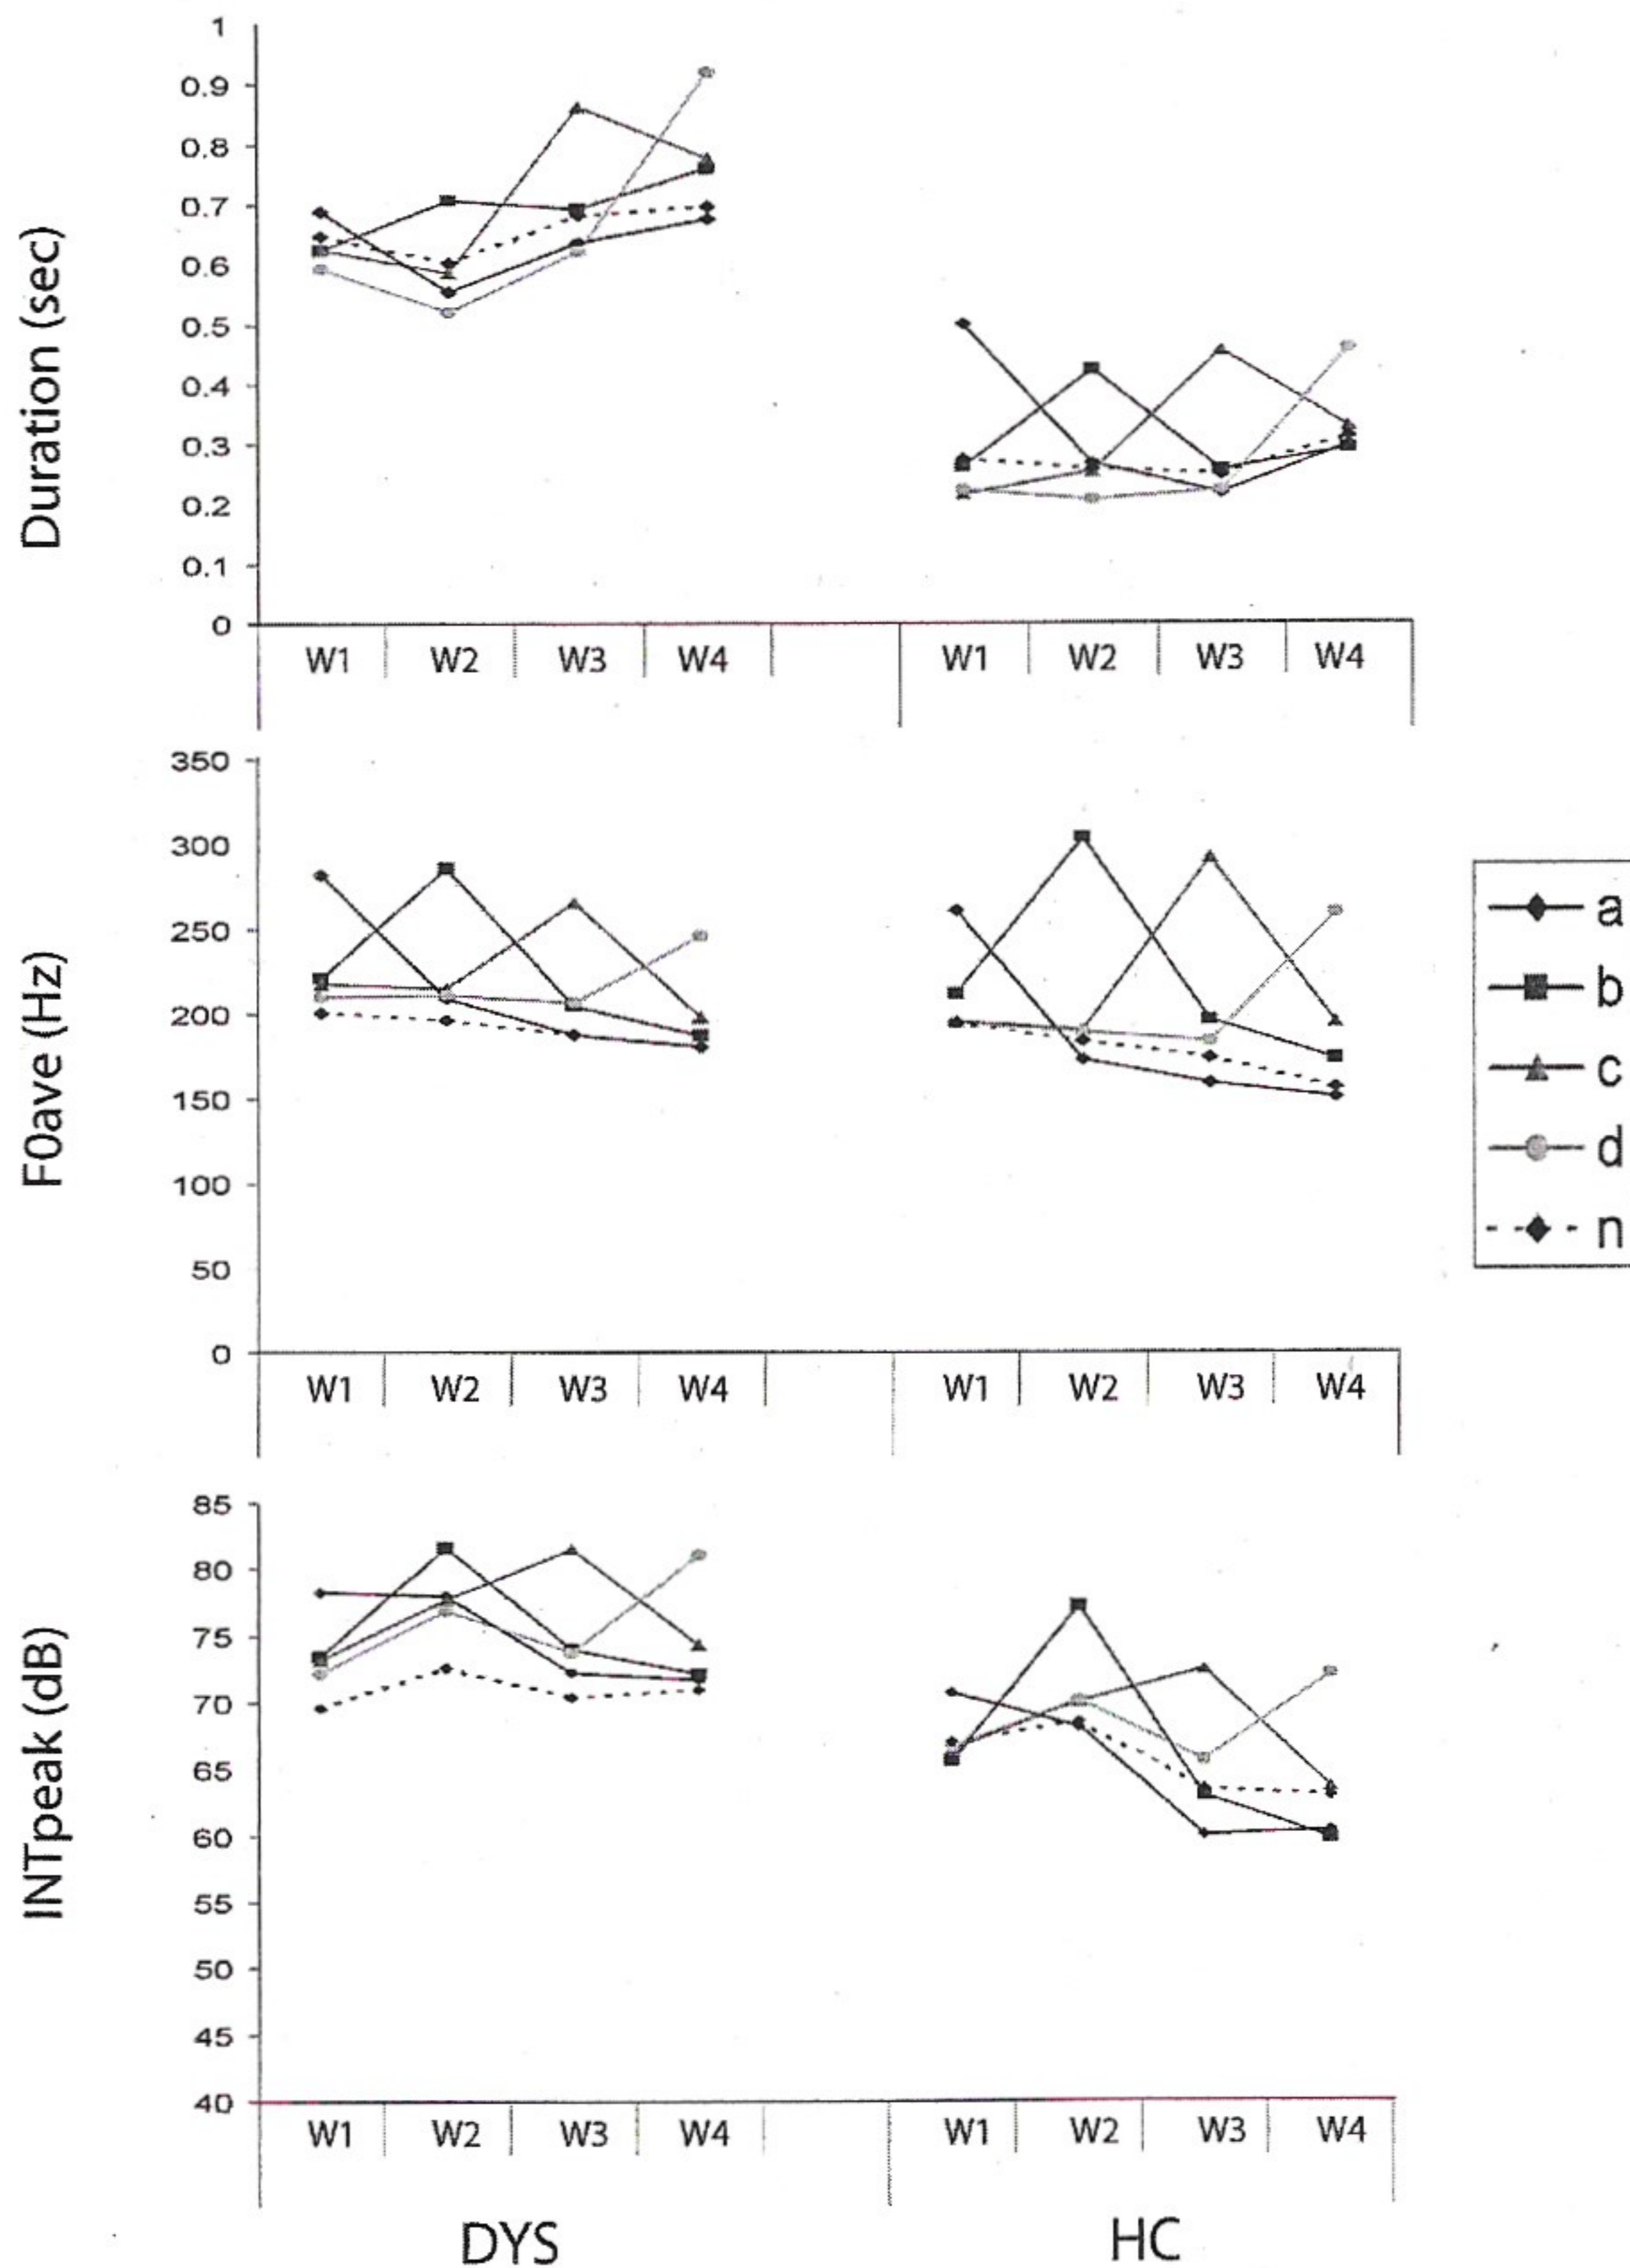 Duration (sec)
1
0.9
0.8
0.7
0.6
0.5
0.4
0.3
0.2
0.1
0
W1 W2 W3 W4 W1 W2 W3 W4
F0ave (Hz)
350
300
250
200
150
100
50
0
W1 W2 W3 W4 W1 W2 W3 W4
a
b
c
d
n
INTpeak (dB)
85
80
75
70
65
60
55
50
45
40
W1 W2 W3 W4 W1 W2 W3 W4
DYS HC